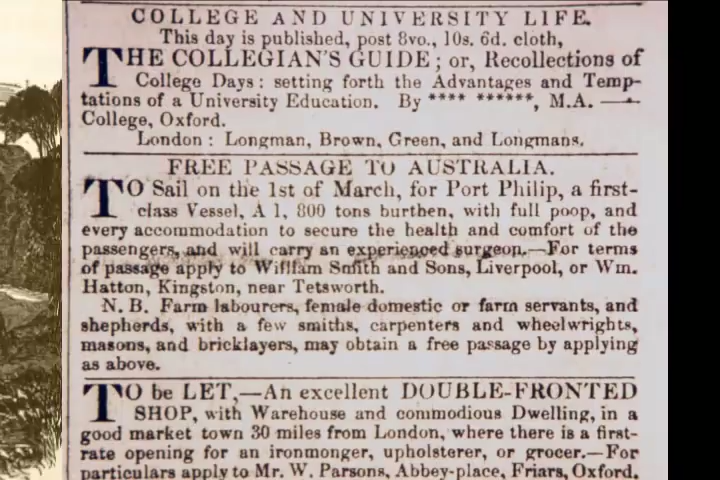 COLLEGE AND UNIVERSITY LIFE.
This day is published, post 8vo., 10s. 6d. cloth,
THE COLLEGIAN'S GUIDE; or, Recollections of
College Days: setting forth the Advantages and Temp-
tations of a University Education. By **** ******, M.A. ——
College, Oxford.
London: Longman, Brown, Green, and Longmans.
FREE PASSAGE TO AUSTRALIA.
TO Sail on the 1st of March, for Port Philip, a first-
class Vessel, A 1, 800 tons burthen, with full poop, and
every accommodation to secure the health and comfort of the
passengers, and will carry an experienced surgeon.—For terms
of passage apply to William Smith and Sons, Liverpool, or Wm.
Hatton, Kingston, near Tetsworth.
N. B. Farm labourers, female domestic or farm servants, and
shepherds, with a few smiths, carpenters and wheelwrights,
masons, and bricklayers, may obtain a free passage by applying
as above.
TO be LET,—An excellent DOUBLE-FRONTED
SHOP, with Warehouse and commodious Dwelling, in a
good market town 30 miles from London, where there is a first-
rate opening for an ironmonger, upholsterer, or grocer.—For
particulars apply to Mr. W. Parsons, Abbey-place, Friars, Oxford.